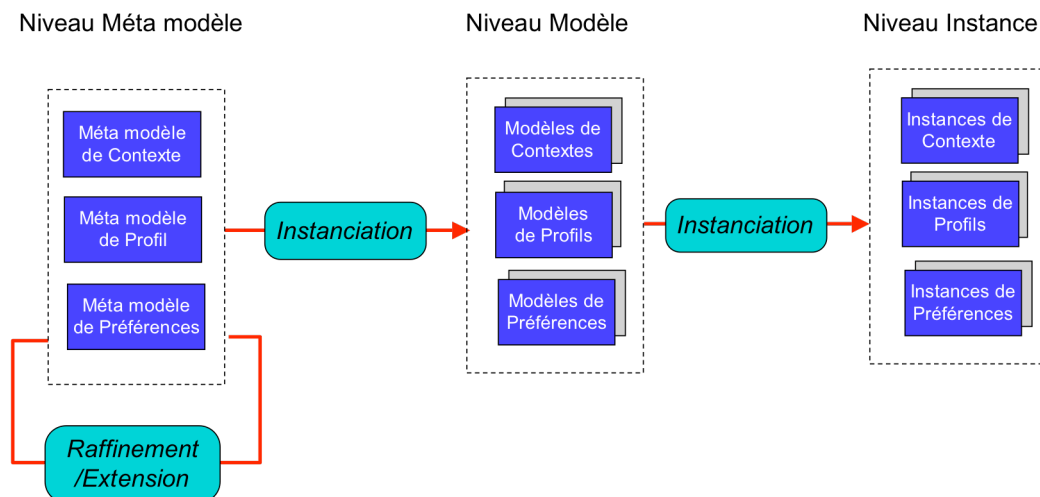 Niveau Méta modèle
Niveau Modèle
Niveau Instance
Méta modèle
de Contexte
Méta modèle
de Profil
Méta modèle
de Préférences
Raffinement
/Extension
Instanciation
Modèles de
Contextes
Modèles
de Profils
Modèles de
Préférences
Instanciation
Instances de
Contexte
Instances de
Profils
Instances de
Préférences